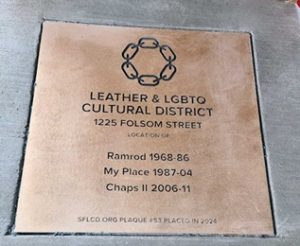 LEATHER & LGBTQ
CULTURAL DISTRICT
1225 FOLSOM STREET
LOCATION OF
Ramrod 1968-86
My Place 1987-04
Chaps II 2006-11
SFLCD.ORG PLAQUE #53 PLACED IN 2024